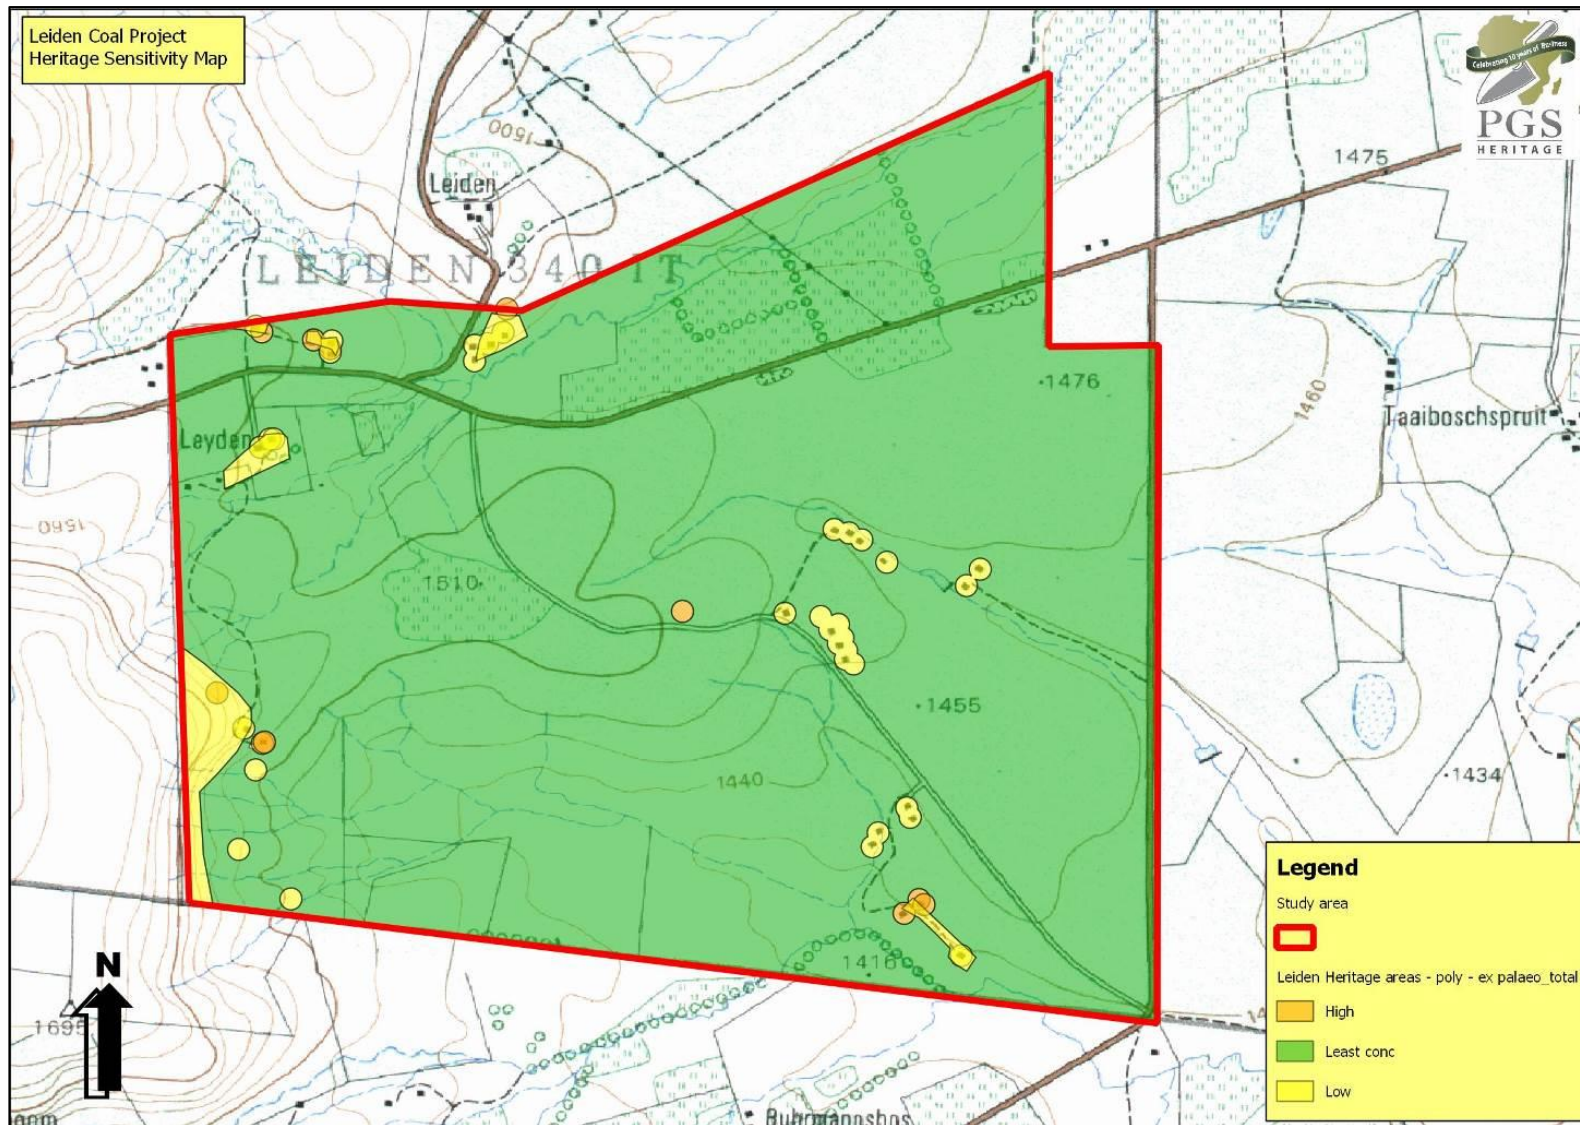 Leiden Coal Project
Heritage Sensitivity Map
Celebrating 10 years of Business
PGS
HERITAGE
1500
1475
Leiden
LEIDEN 340 IT
1476
1460
Taaiboschspruit
Leyden
1560
1510
1455
1440
1434
1416
1695
N
Buhrmannsbos
Legend
Study area
Leiden Heritage areas - poly - ex palaeo_total
High
Least conc
Low